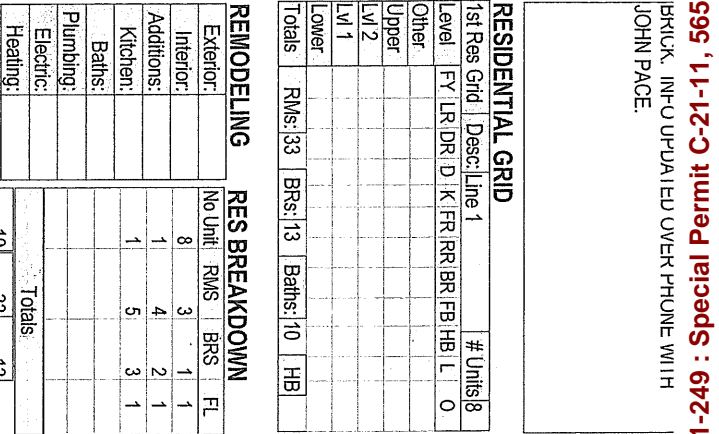 1-249 : Special Permit C-21-11, 565
BRICK. INFO UPDATED OVER PHONE WITH
JOHN PACE.
RESIDENTIAL GRID
1st Res Grid Desc: Line 1 # Units 8
Level FY LR DR D K FR RR BR FB HB L O
Other
Upper
Lvl 2
Lvl 1
Lower
Totals RMs: 33 BRs: 13 Baths: 10 HB
REMODELING RES BREAKDOWN
Exterior: No Unit RMS BRS FL
Interior: 8 3 1 1
Additions: 1 4 2 1
Kitchen: 1 5 3 1
Baths:
Plumbing:
Electric: Totals
Heating: 10 33 13